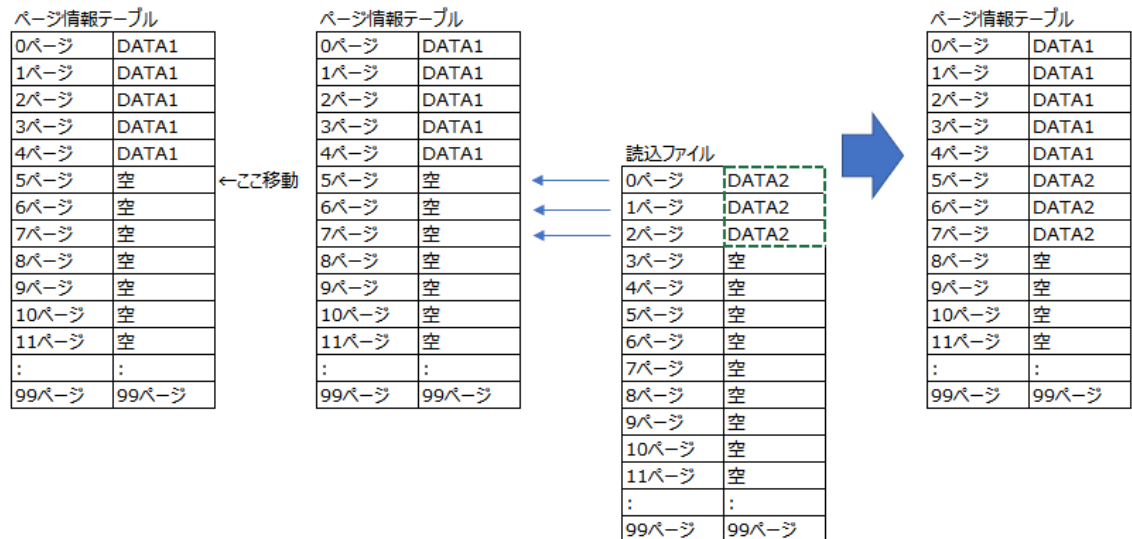 ページ情報テーブル
0ページ DATA1
1ページ DATA1
2ページ DATA1
3ページ DATA1
4ページ DATA1
5ページ 空 ←ここ移動
6ページ 空
7ページ 空
8ページ 空
9ページ 空
10ページ 空
11ページ 空
: :
99ページ 99ページ
ページ情報テーブル
0ページ DATA1
1ページ DATA1
2ページ DATA1
3ページ DATA1
4ページ DATA1
5ページ 空
6ページ 空
7ページ 空
8ページ 空
9ページ 空
10ページ 空
11ページ 空
: :
99ページ 99ページ
読込ファイル
0ページ DATA2
1ページ DATA2
2ページ DATA2
3ページ 空
4ページ 空
5ページ 空
6ページ 空
7ページ 空
8ページ 空
9ページ 空
10ページ 空
11ページ 空
: :
99ページ 99ページ
ページ情報テーブル
0ページ DATA1
1ページ DATA1
2ページ DATA1
3ページ DATA1
4ページ DATA1
5ページ DATA2
6ページ DATA2
7ページ DATA2
8ページ 空
9ページ 空
10ページ 空
11ページ 空
: :
99ページ 99ページ